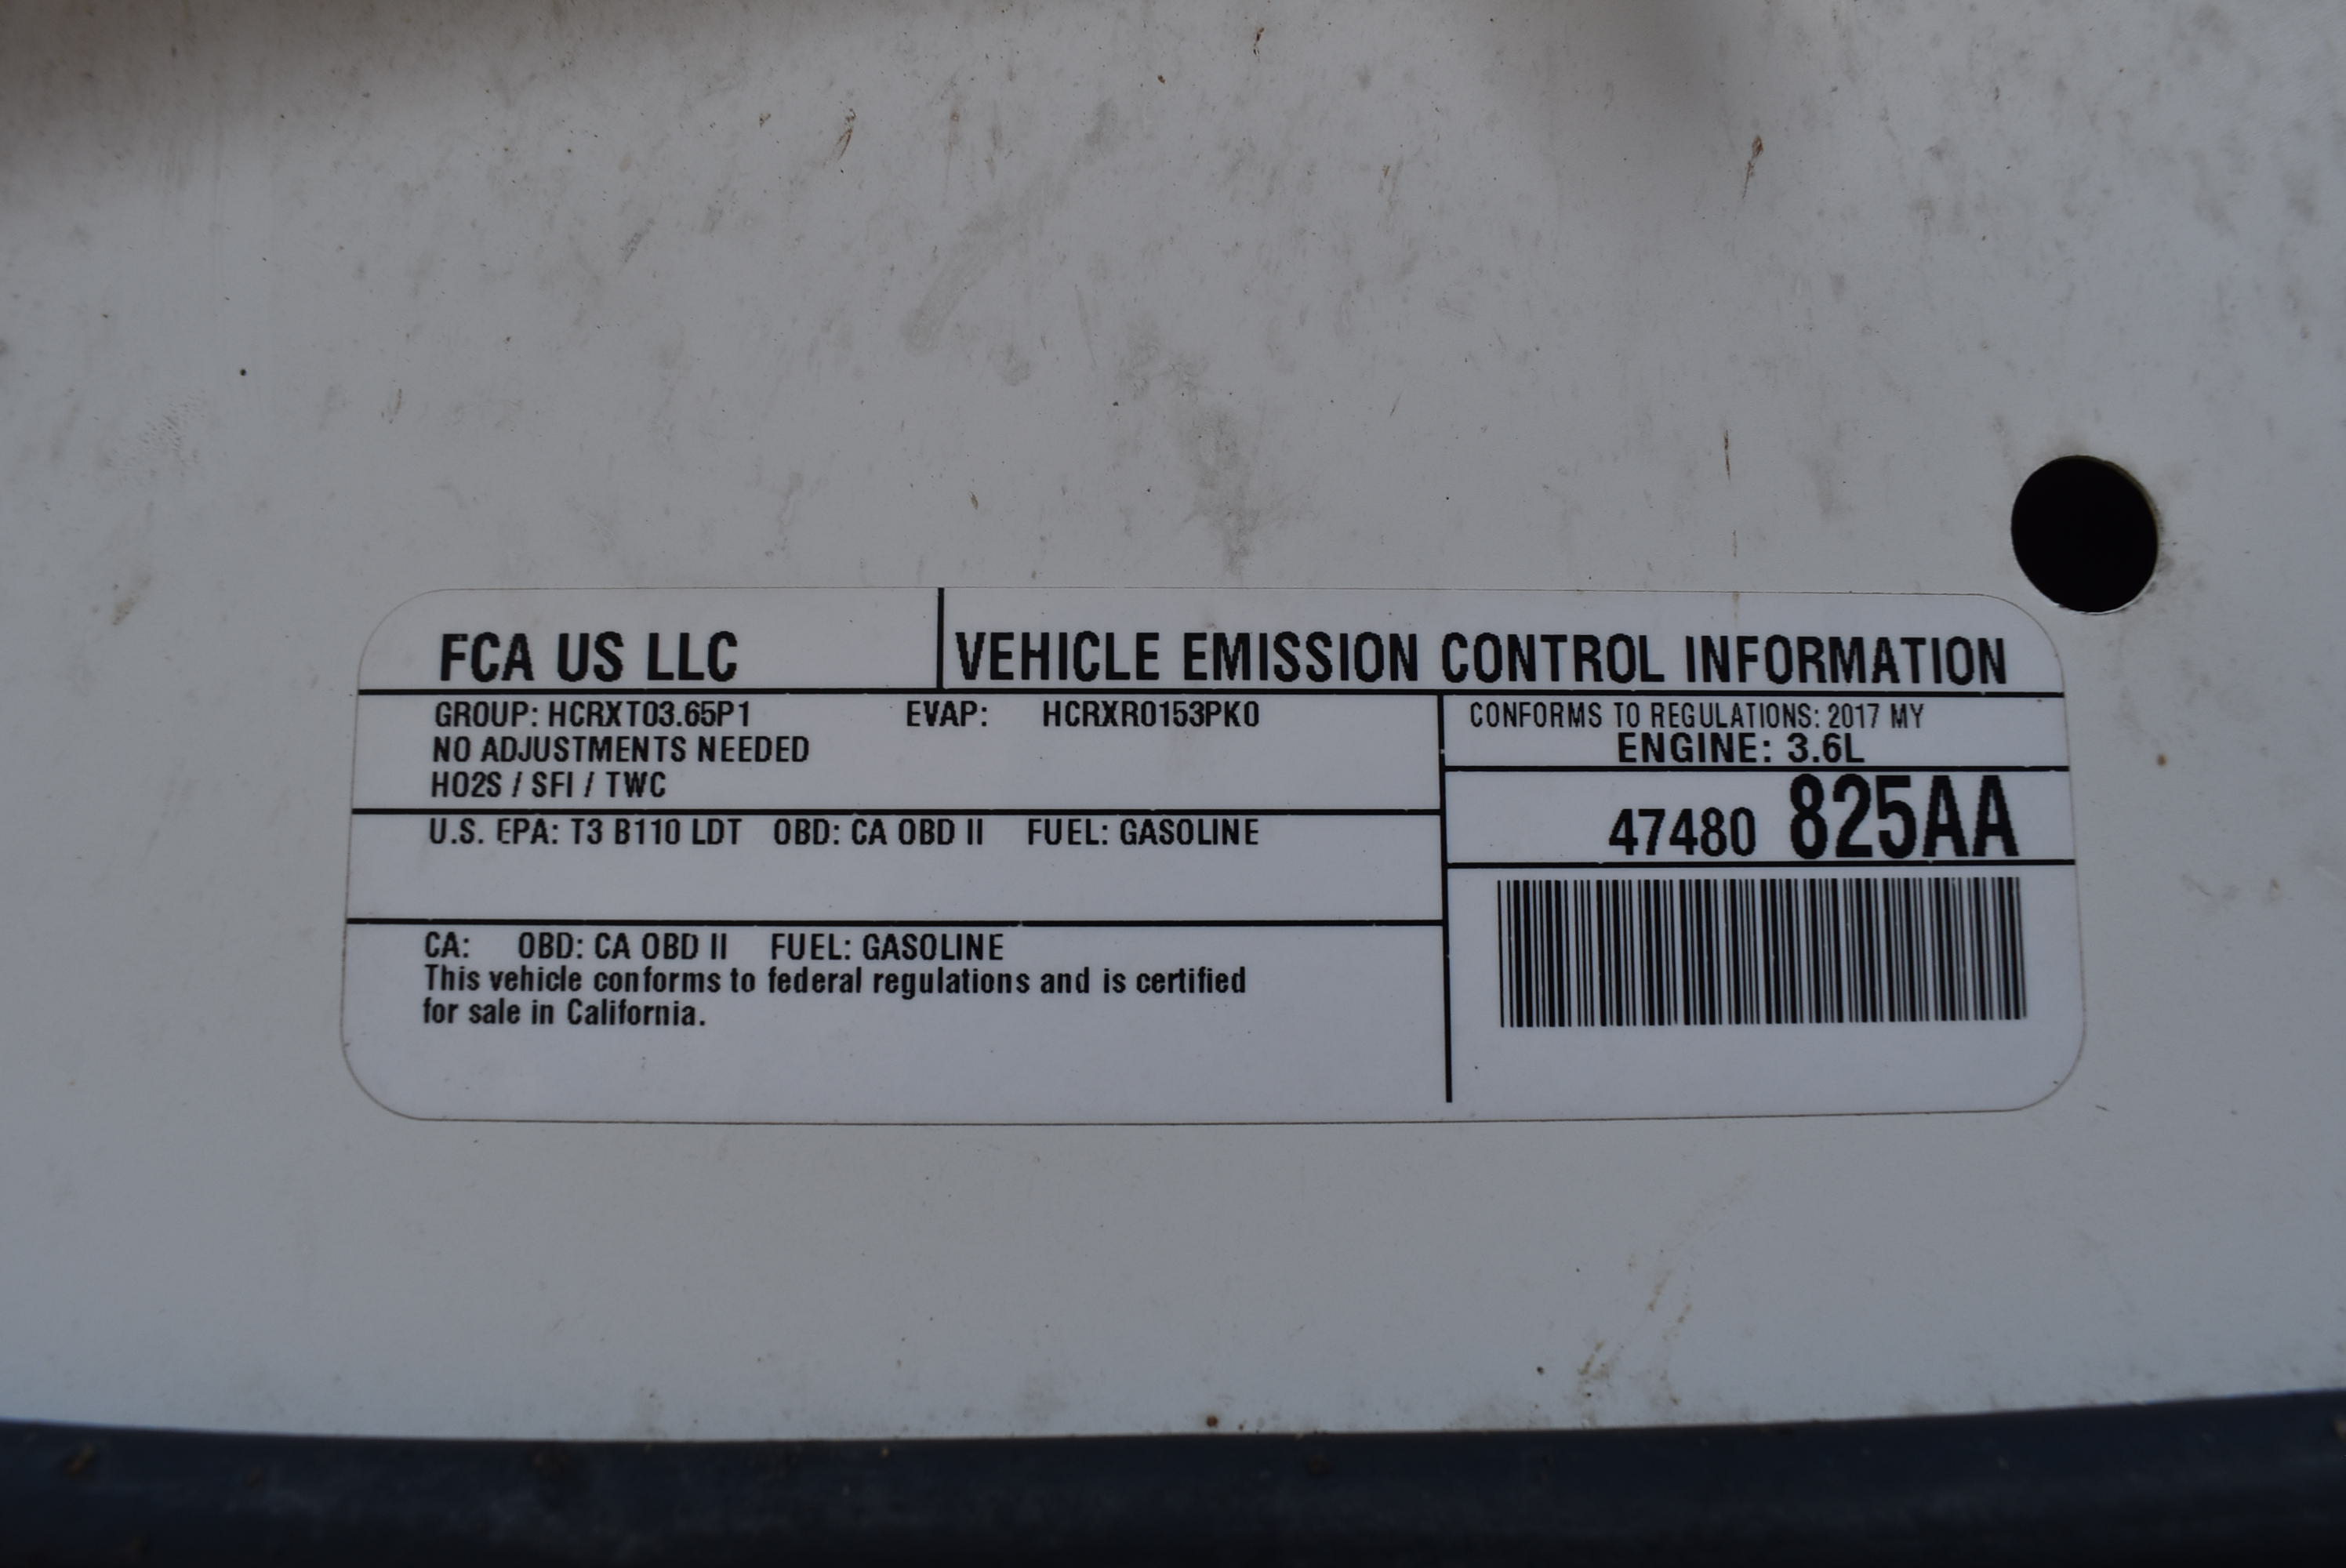 FCA US LLC
VEHICLE EMISSION CONTROL INFORMATION
GROUP: HCRXT03.65P1 EVAP: HCRXR0153PK0
NO ADJUSTMENTS NEEDED
HO2S / SFI / TWC
CONFORMS TO REGULATIONS: 2017 MY
ENGINE: 3.6L
47480 825AA
U.S. EPA: T3 B110 LDT OBD: CA OBD II FUEL: GASOLINE
CA: OBD: CA OBD II FUEL: GASOLINE
This vehicle conforms to federal regulations and is certified
for sale in California.